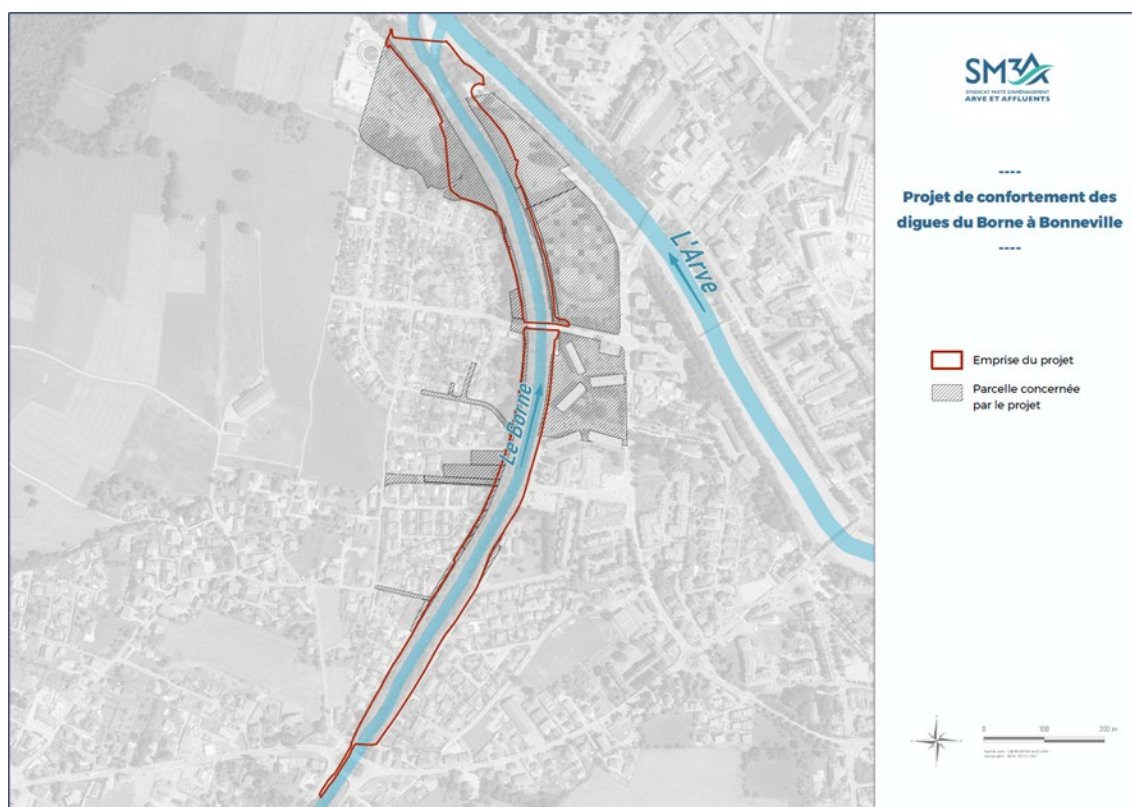 SM3A
SYNDICAT MIXTE D'AMÉNAGEMENT
ARVE ET AFFLUENTS
----
Projet de confortement des
digues du Borne à Bonneville
----
L'Arve
Le Borne
Emprise du projet
Parcelle concernée
par le projet
0 100 200 m